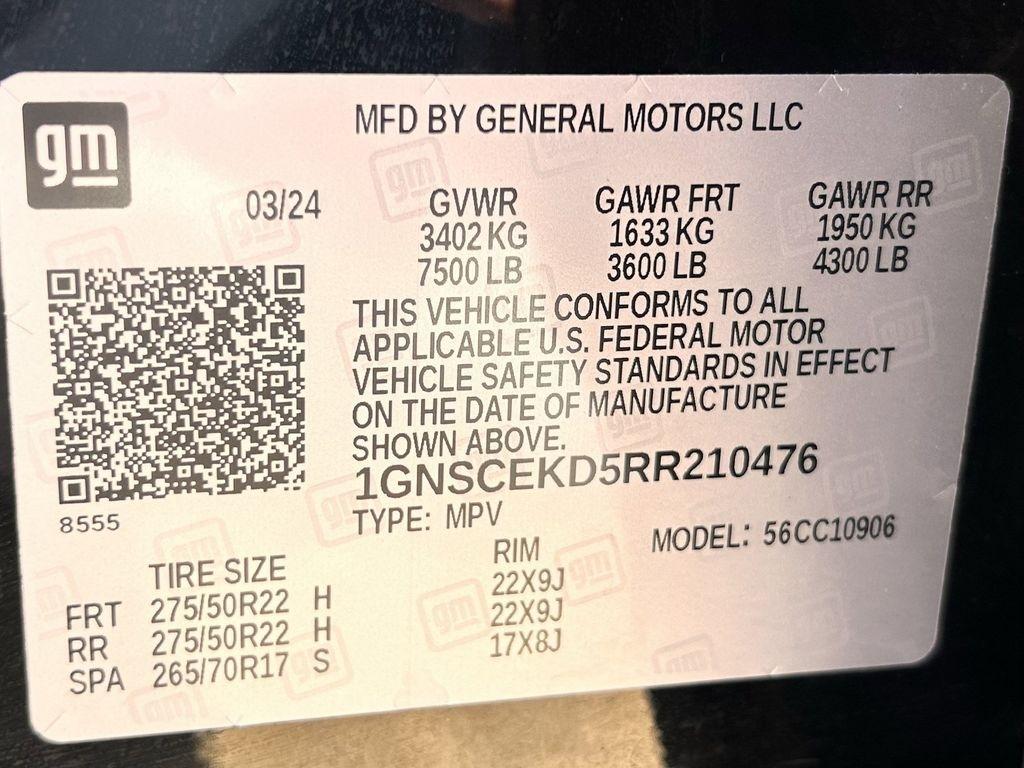 gm
MFD BY GENERAL MOTORS LLC
03/24
GVWR GAWR FRT GAWR RR
3402 KG 1633 KG 1950 KG
7500 LB 3600 LB 4300 LB
THIS VEHICLE CONFORMS TO ALL
APPLICABLE U.S. FEDERAL MOTOR
VEHICLE SAFETY STANDARDS IN EFFECT
ON THE DATE OF MANUFACTURE
SHOWN ABOVE.
1GNSCEKD5RR210476
8555
TYPE: MPV
MODEL: 56CC10906
TIRE SIZE RIM
FRT 275/50R22 H 22X9J
RR 275/50R22 H 22X9J
SPA 265/70R17 S 17X8J